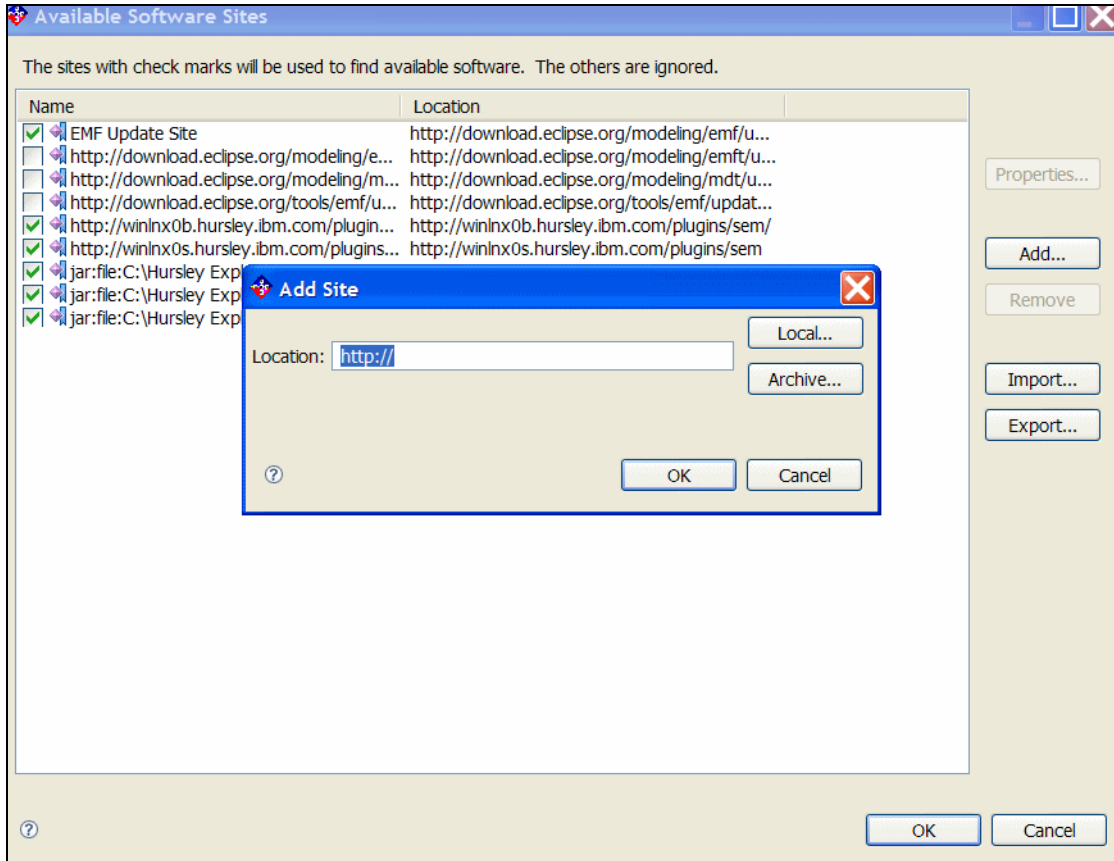 Available Software Sites
The sites with check marks will be used to find available software. The others are ignored.
Name Location
EMF Update Site http://download.eclipse.org/modeling/emf/u...
http://download.eclipse.org/modeling/e... http://download.eclipse.org/modeling/emft/u...
http://download.eclipse.org/modeling/m... http://download.eclipse.org/modeling/mdt/u...
http://download.eclipse.org/tools/emf/u... http://download.eclipse.org/tools/emf/updat...
http://winlnx0b.hursley.ibm.com/plugin... http://winlnx0b.hursley.ibm.com/plugins/sem/
http://winlnx0s.hursley.ibm.com/plugins... http://winlnx0s.hursley.ibm.com/plugins/sem
jar:file:C:\Hursley Exp
jar:file:C:\Hursley Exp
jar:file:C:\Hursley Exp
Properties...
Add...
Remove
Import...
Export...
Add Site
Location: http://
Local...
Archive...
OK Cancel
OK Cancel